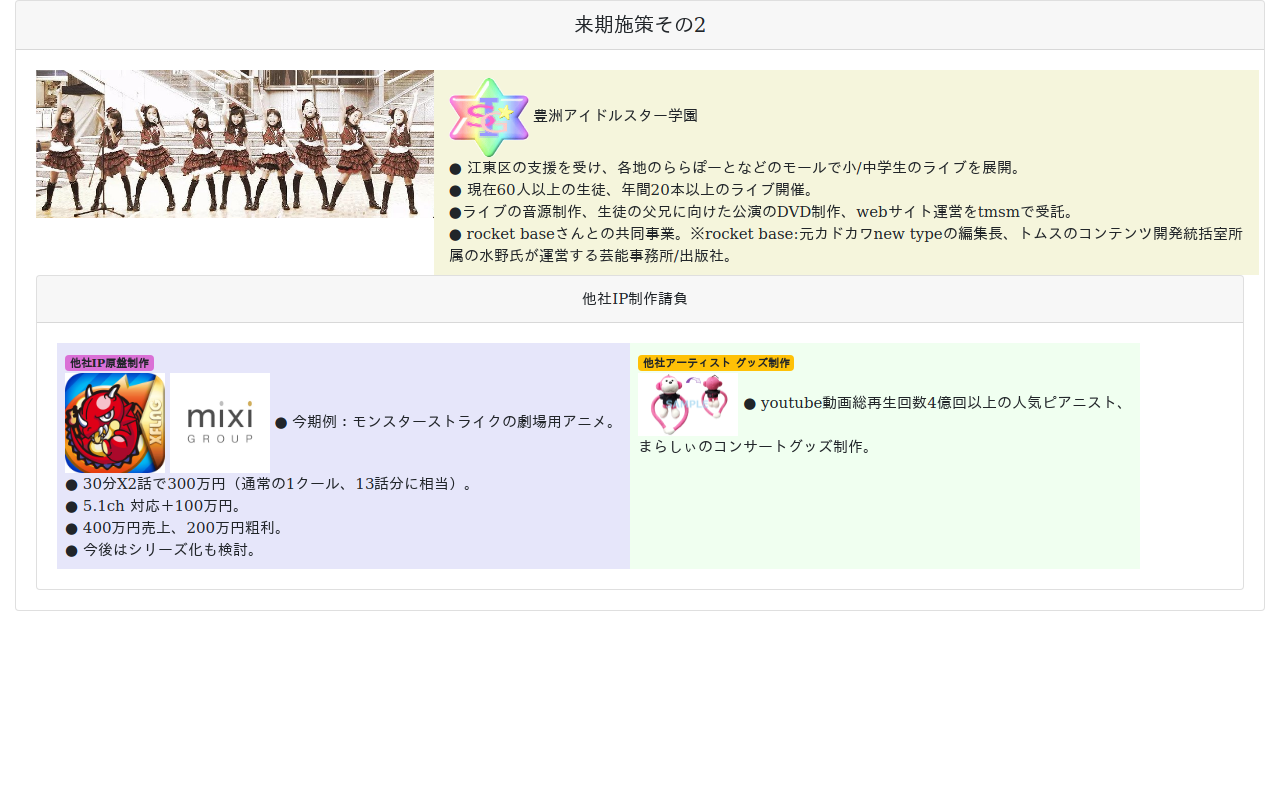 来期施策その2
豊洲アイドルスター学園
● 江東区の支援を受け、各地のららぽーとなどのモールで小/中学生のライブを展開。
● 現在60人以上の生徒、年間20本以上のライブ開催。
●ライブの音源制作、生徒の父兄に向けた公演のDVD制作、webサイト運営をtmsmで受託。
● rocket baseさんとの共同事業。※rocket base:元カドカワnew typeの編集長、トムスのコンテンツ開発統括室所
属の水野氏が運営する芸能事務所/出版社。
他社IP制作請負
他社IP原盤制作
XFLAG
mixi
GROUP
● 今期例：モンスターストライクの劇場用アニメ。
● 30分X2話で300万円（通常の1クール、13話分に相当）。
● 5.1ch 対応＋100万円。
● 400万円売上、200万円粗利。
● 今後はシリーズ化も検討。
他社アーティスト グッズ制作
SAMPLE
● youtube動画総再生回数4億回以上の人気ピアニスト、
まらしぃのコンサートグッズ制作。